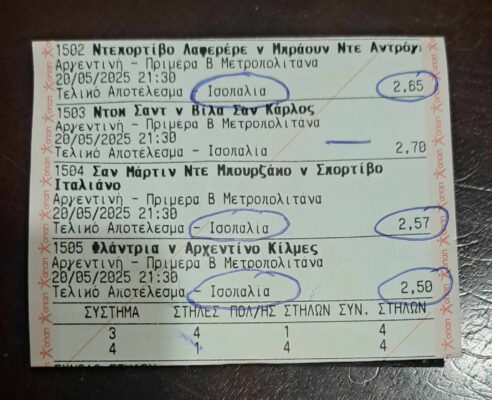 1502 Ντεπορτίβο Λαφερέρε v Μπράουν Ντε Αντρόγι
Αργεντινή - Πριμέρα Β Μετροπολιτάνα
20/05/2025 21:30
Τελικό Αποτέλεσμα - Ισοπαλία 2,65
1503 Ντοκ Σαντ v Βίλα Σαν Κάρλος
Αργεντινή - Πριμέρα Β Μετροπολιτάνα
20/05/2025 21:30
Τελικό Αποτέλεσμα - Ισοπαλία 2,70
1504 Σαν Μάρτιν Ντε Μπουρζάκο v Σπορτίβο
Ιταλιάνο
Αργεντινή - Πριμέρα Β Μετροπολιτάνα
20/05/2025 21:30
Τελικό Αποτέλεσμα - Ισοπαλία 2,57
1505 Φλάντρια v Αρχεντίνο Κίλμες
Αργεντινή - Πριμέρα Β Μετροπολιτάνα
20/05/2025 21:30
Τελικό Αποτέλεσμα - Ισοπαλία 2,50
ΣΥΣΤΗΜΑ ΣΤΗΛΕΣ ΠΟΛ/ΗΣ ΣΤΗΛΩΝ ΣΥΝ. ΣΤΗΛΩΝ
3 4 1 4
4 1 4 4